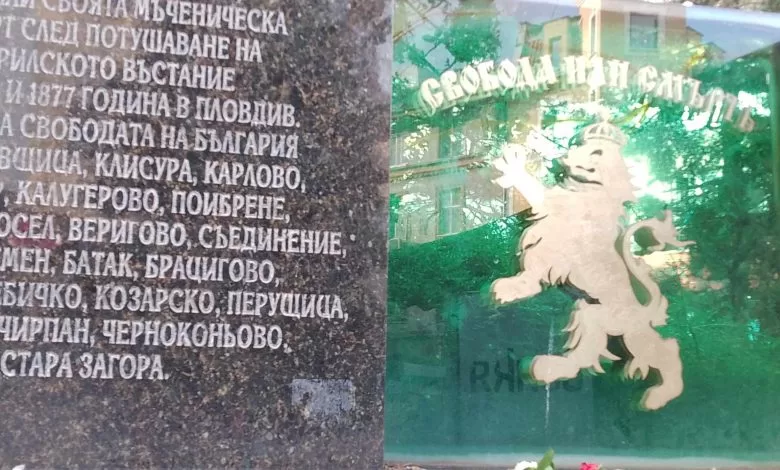 СВОЯТА МЪЧЕНИЧЕСКА
СЛЕД ПОТУШАВАНЕ НА
ВЪСТАНИЕ
И 1877 ГОДИНА В ПЛОВДИВ,
СВОБОДАТА НА БЪЛГАРИЯ
КЛИСУРА, КАРЛОВО,
КАЛУГЕРОВО, ПОИБРЕНЕ,
ВЕРИГОВО, СЪЕДИНЕНИЕ,
БАТАК, БРАЦИГОВО,
КОЗАРСКО, ПЕРУЩИЦА,
ЧИРПАН, ЧЕРНОКОНЬОВО,
СТАРА ЗАГОРА.
СВОБОДА ИЛИ СМЪРТЬ